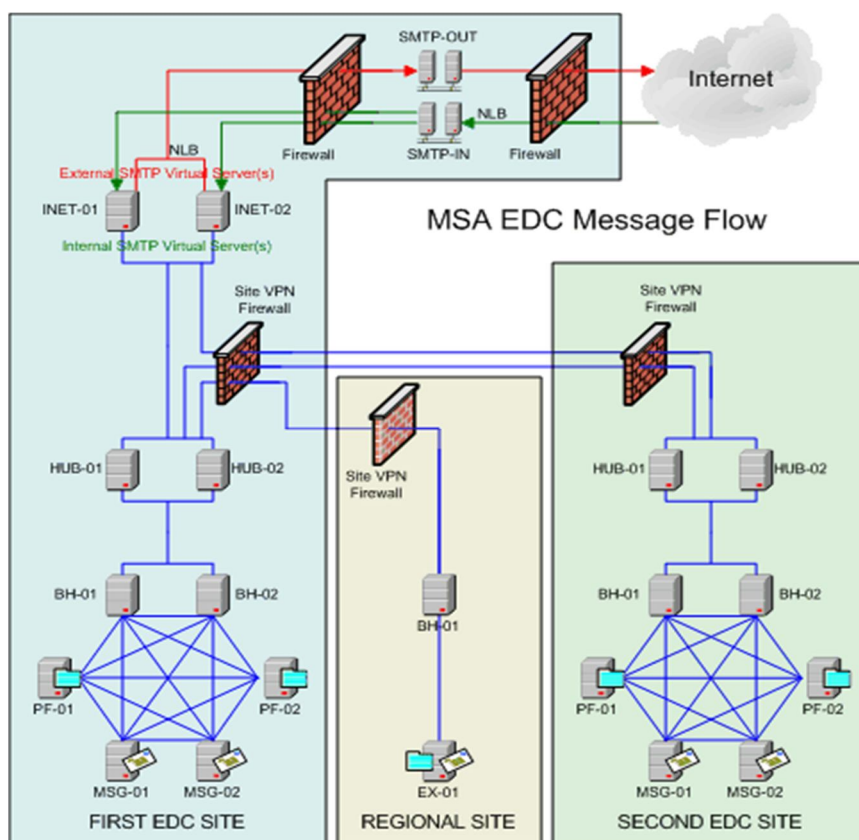 SMTP-OUT
Internet
NLB
Firewall
SMTP-IN
Firewall
NLB
External SMTP Virtual Server(s)
INET-01
INET-02
MSA EDC Message Flow
Internal SMTP Virtual Server(s)
Site VPN
Firewall
Site VPN
Firewall
HUB-01
HUB-02
Site VPN
Firewall
HUB-01
HUB-02
BH-01
BH-02
BH-01
BH-01
BH-02
PF-01
PF-02
PF-01
PF-02
MSG-01
MSG-02
EX-01
MSG-01
MSG-02
FIRST EDC SITE
REGIONAL SITE
SECOND EDC SITE